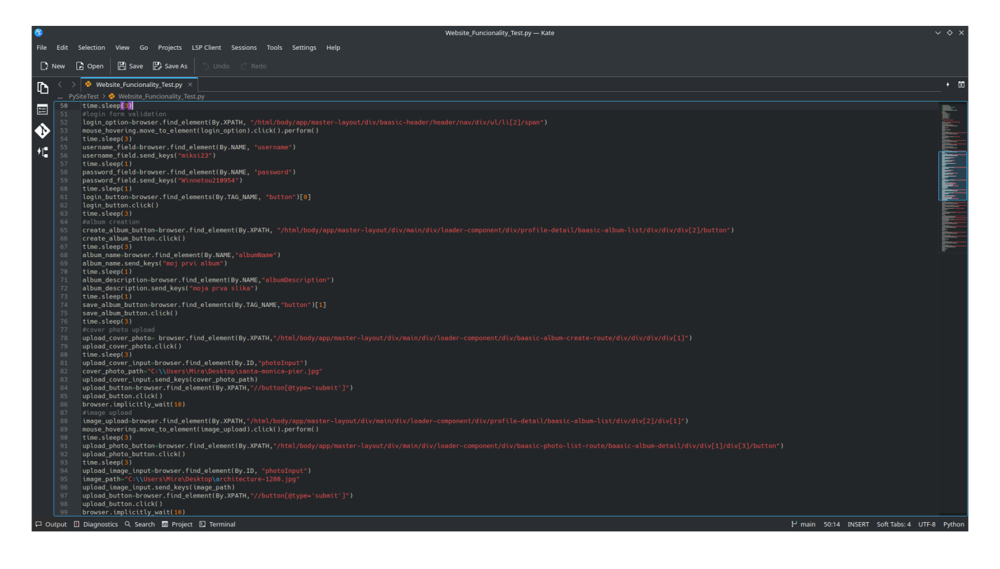 Website_Funcionality_Test.py — Kate
File Edit Selection View Go Projects LSP Client Sessions Tools Settings Help
New Open Save Save As Undo Redo
Website_Funcionality_Test.py
... PySiteTest > Website_Funcionality_Test.py
50 time.sleep(3)
51 #login form validation
52 login_option=browser.find_element(By.XPATH, "/html/body/app/master-layout/div/baasic-header/header/nav/div/ul/li[2]/span")
53 mouse_hovering.move_to_element(login_option).click().perform()
54 time.sleep(3)
55 username_field=browser.find_element(By.NAME, "username")
56 username_field.send_keys("miksi23")
57 time.sleep(1)
58 password_field=browser.find_element(By.NAME, "password")
59 password_field.send_keys("Winnetou210954")
60 time.sleep(1)
61 login_button=browser.find_elements(By.TAG_NAME, "button")[0]
62 login_button.click()
63 time.sleep(3)
64 #album creation
65 create_album_button=browser.find_element(By.XPATH, "/html/body/app/master-layout/div/main/div/loader-component/div/profile-detail/baasic-album-list/div/div/div[2]/button")
66 create_album_button.click()
67 time.sleep(3)
68 album_name=browser.find_element(By.NAME,"albumName")
69 album_name.send_keys("moj prvi album")
70 time.sleep(1)
71 album_description=browser.find_element(By.NAME,"albumDescription")
72 album_description.send_keys("moja prva slika")
73 time.sleep(1)
74 save_album_button=browser.find_elements(By.TAG_NAME,"button")[1]
75 save_album_button.click()
76 time.sleep(3)
77 #cover photo upload
78 upload_cover_photo= browser.find_element(By.XPATH,"/html/body/app/master-layout/div/main/div/loader-component/div/baasic-album-create-route/div/div/div/div[1]")
79 upload_cover_photo.click()
80 time.sleep(3)
81 upload_cover_input=browser.find_element(By.ID,"photoInput")
82 cover_photo_path="C:\\Users\Mira\Desktop\santa-monica-pier.jpg"
83 upload_cover_input.send_keys(cover_photo_path)
84 upload_button=browser.find_element(By.XPATH,"//button[@type='submit']")
85 upload_button.click()
86 browser.implicitly_wait(10)
87 #image upload
88 image_upload=browser.find_element(By.XPATH,"/html/body/app/master-layout/div/main/div/loader-component/div/profile-detail/baasic-album-list/div/div[2]/div[1]")
89 mouse_hovering.move_to_element(image_upload).click().perform()
90 time.sleep(3)
91 upload_photo_button=browser.find_element(By.XPATH,"/html/body/app/master-layout/div/main/div/loader-component/div/baasic-photo-list-route/baasic-album-detail/div/div[1]/div[3]/button")
92 upload_photo_button.click()
93 time.sleep(3)
94 upload_image_input=browser.find_element(By.ID, "photoInput")
95 image_path="C:\\Users\Mira\Desktop\architecture-1280.jpg"
96 upload_image_input.send_keys(image_path)
97 upload_button=browser.find_element(By.XPATH,"//button[@type='submit']")
98 upload_button.click()
99 browser.implicitly_wait(10)
Output Diagnostics Search Project Terminal main 50:14 INSERT Soft Tabs: 4 UTF-8 Python